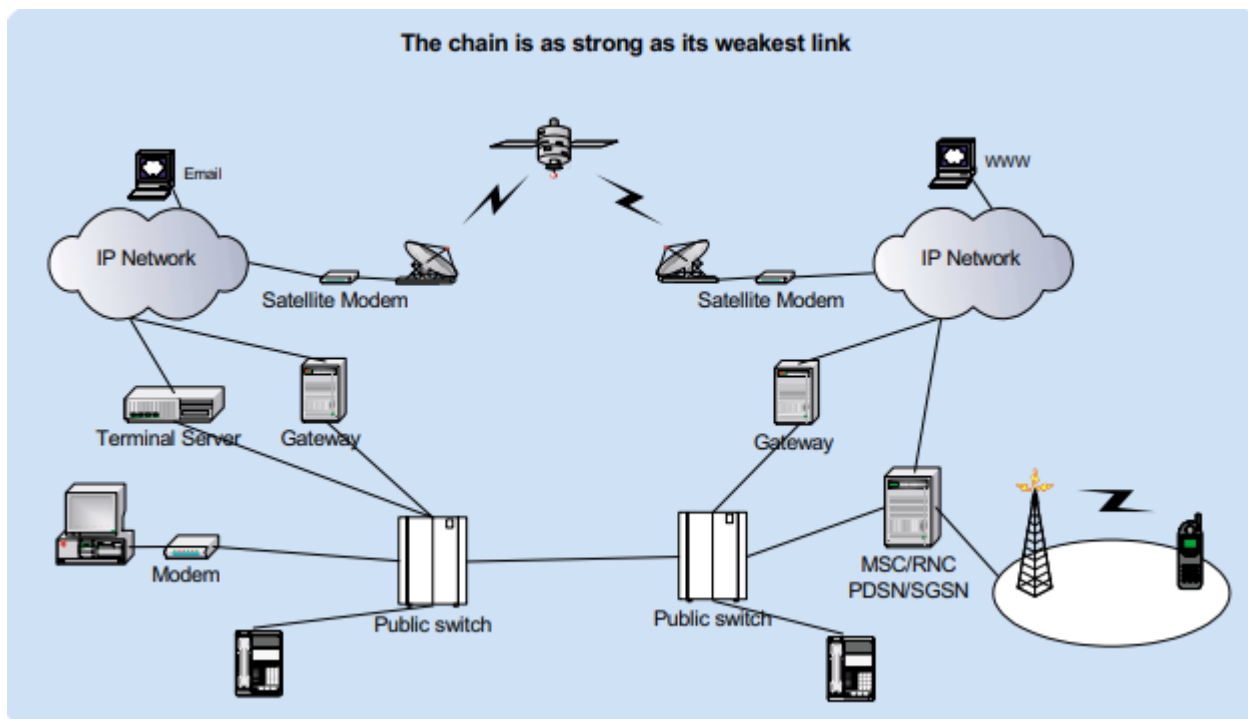 The chain is as strong as its weakest link
Email
WWW
IP Network
IP Network
Satellite Modem
Satellite Modem
Terminal Server
Gateway
Gateway
Modem
MSC/RNC
PDSN/SGSN
Public switch
Public switch